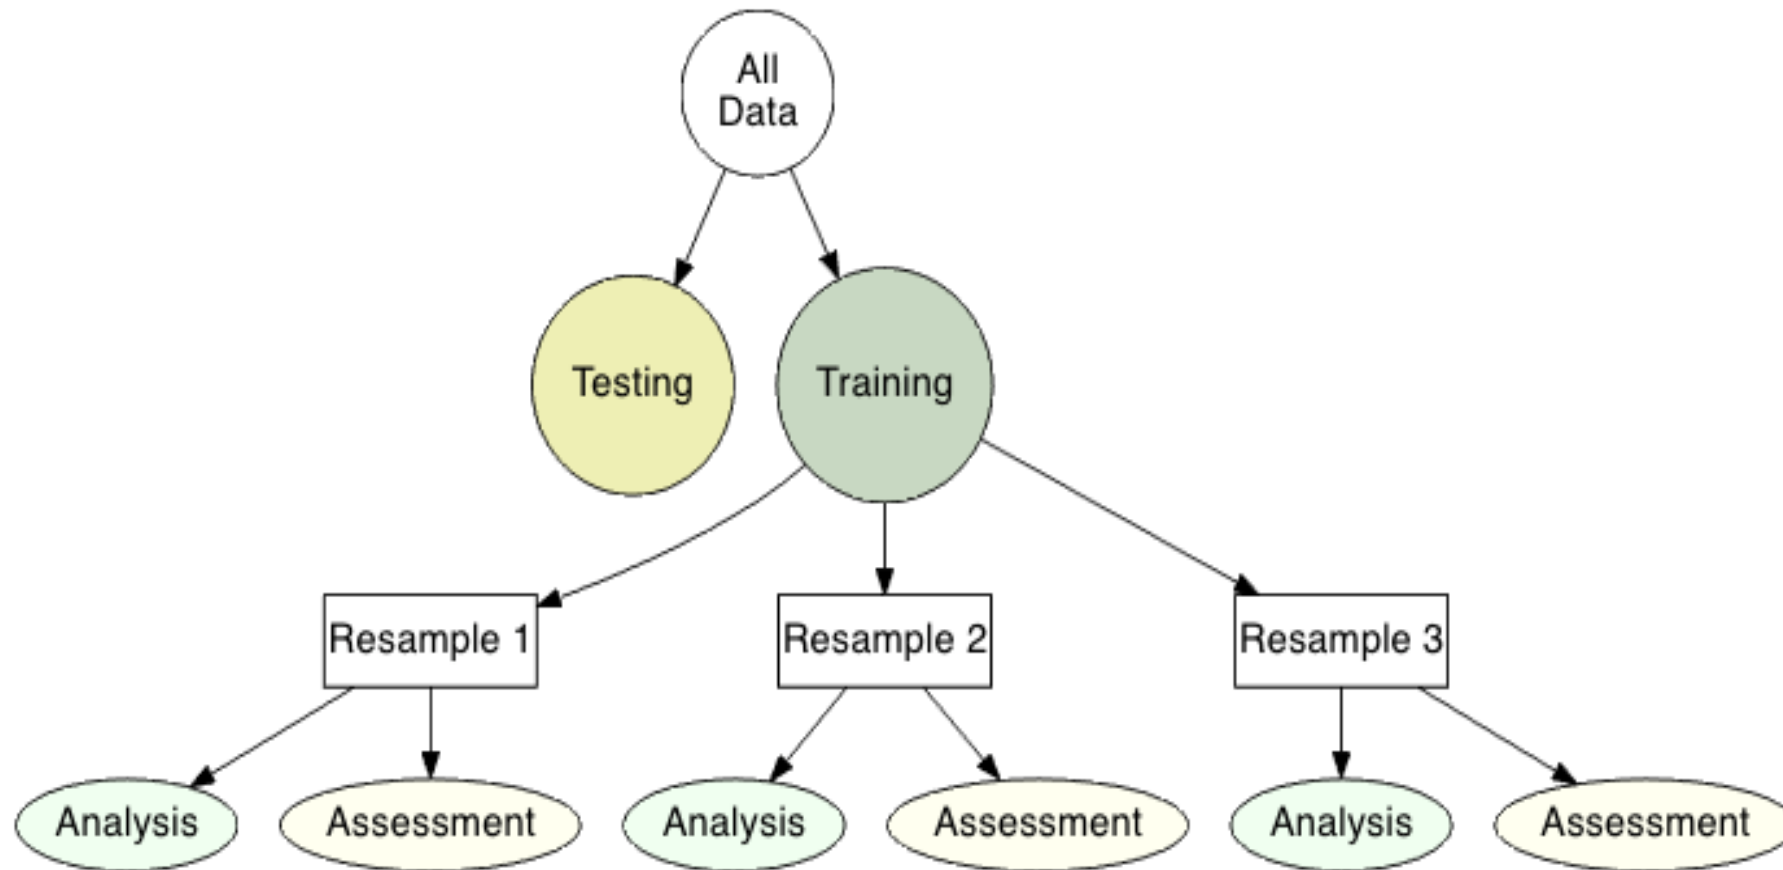 All
Data
Testing
Training
Resample 1
Resample 2
Resample 3
Analysis
Assessment
Analysis
Assessment
Analysis
Assessment